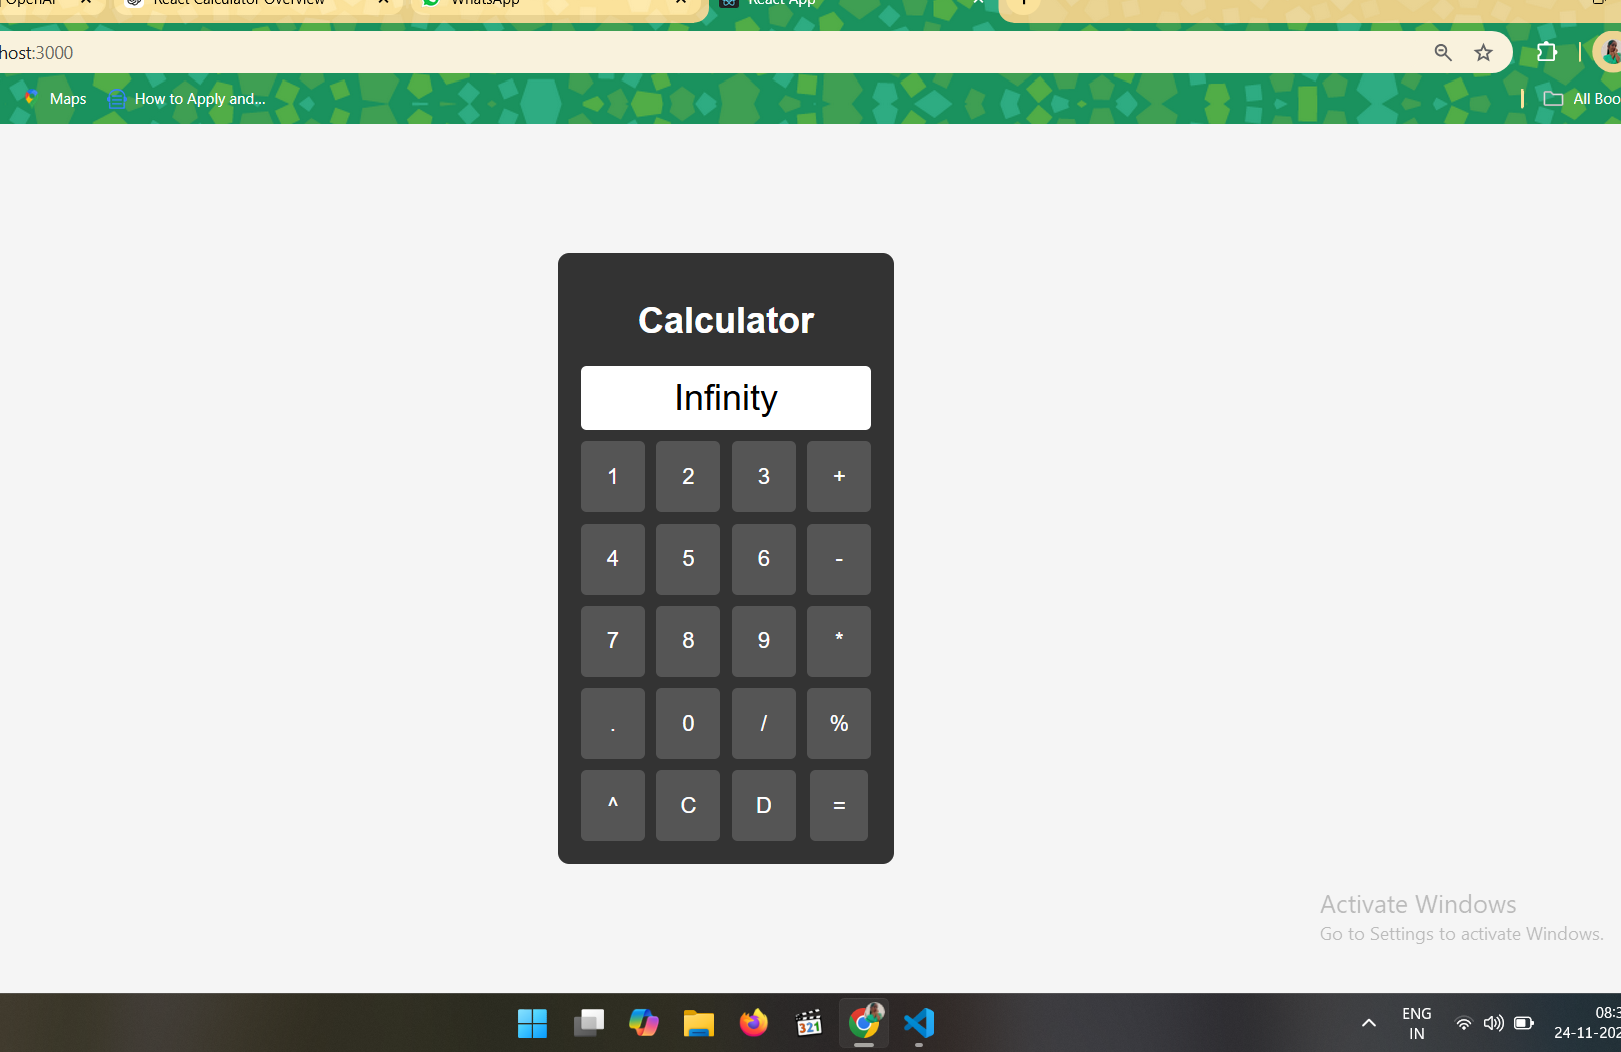 OpenAI
React Calculator Overview
WhatsApp
React App
host:3000
Maps
How to Apply and...
All Boo
Calculator
Infinity
1 2 3 +
4 5 6 -
7 8 9 *
. 0 / %
^ C D =
Activate Windows
Go to Settings to activate Windows.
321
ENG
IN
08:3
24-11-202